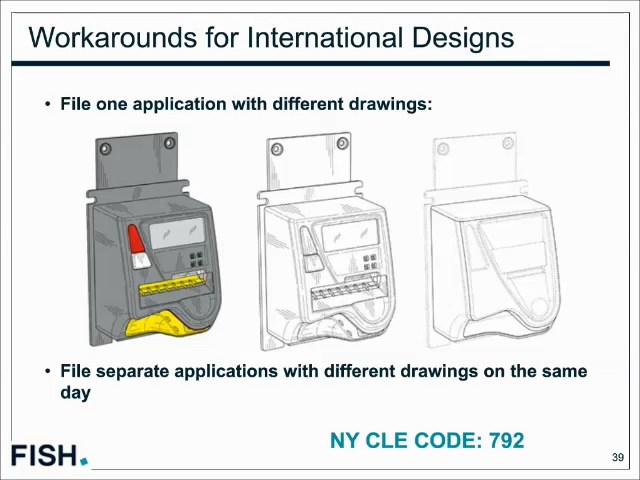 Workarounds for International Designs
• File one application with different drawings:
• File separate applications with different drawings on the same
day
NY CLE CODE: 792
FISH.
39